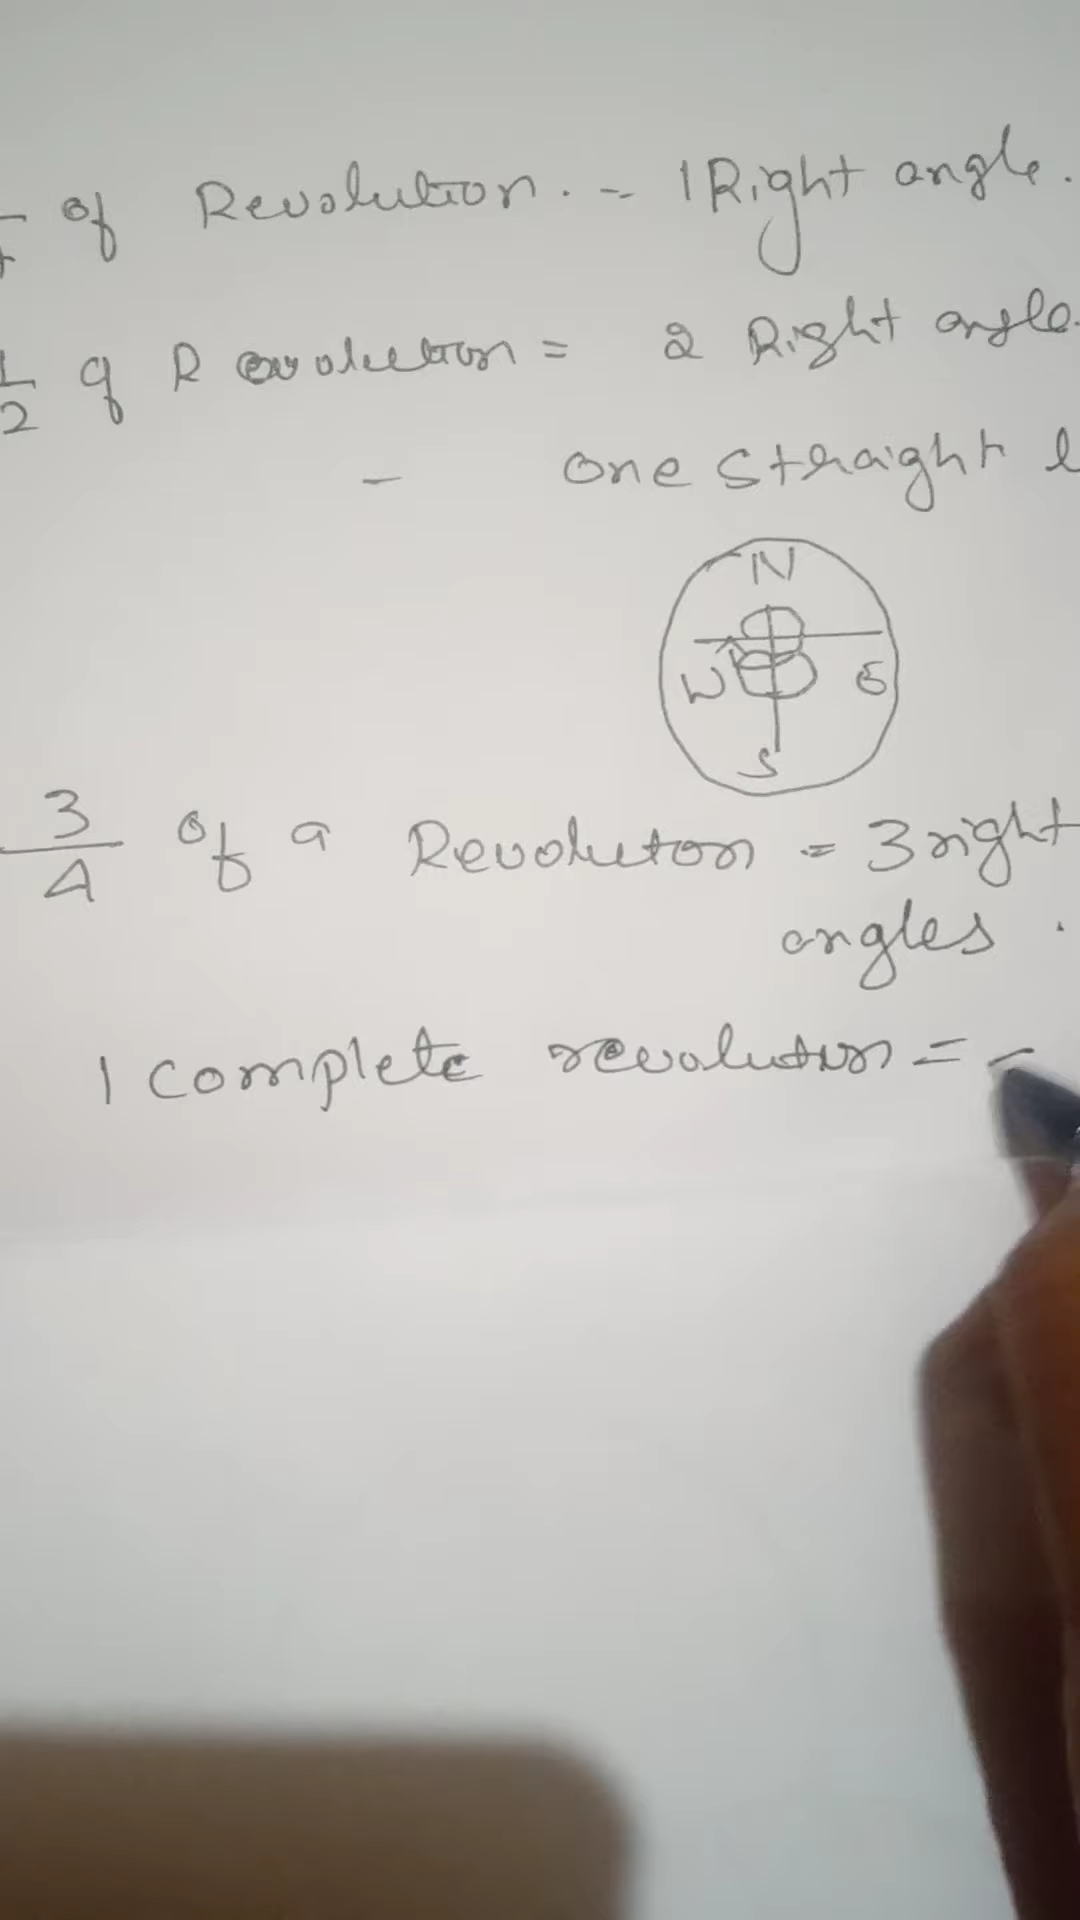 of Revolution. - 1 Right angle.
1/2 of Revolution = 2 Right angle.
- one straight
N
W E
S
3/4 of a Revoluton = 3 right
angles.
1 complete revolution =